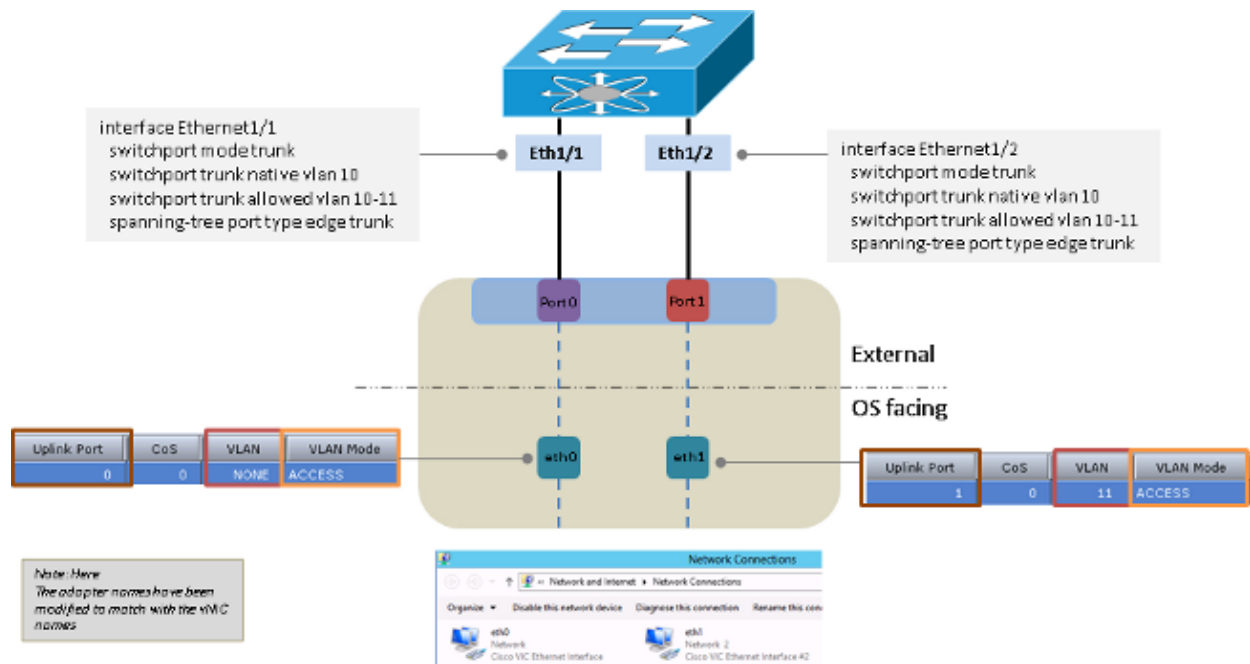 interface Ethernet1/1
switchport mode trunk
switchport trunk native vlan 10
switchport trunk allowed vlan 10-11
spanning-tree port type edge trunk
Eth1/1
Eth1/2
interface Ethernet1/2
switchport mode trunk
switchport trunk native vlan 10
switchport trunk allowed vlan 10-11
spanning-tree port type edge trunk
Port0
Port1
External
OS facing
Uplink Port CoS VLAN VLAN Mode
0 0 NONE ACCESS
eth0
eth1
Uplink Port CoS VLAN VLAN Mode
1 0 11 ACCESS
Note: Here
The adapter names have been
modified to match with the vNIC
names
Network Connections
Network and Internet Network Connections
Organize Disable this network device Diagnose this connection Rename this con
eth0
Network
Cisco VIC Ethernet Interface
eth1
Network 2
Cisco VIC Ethernet Interface #2